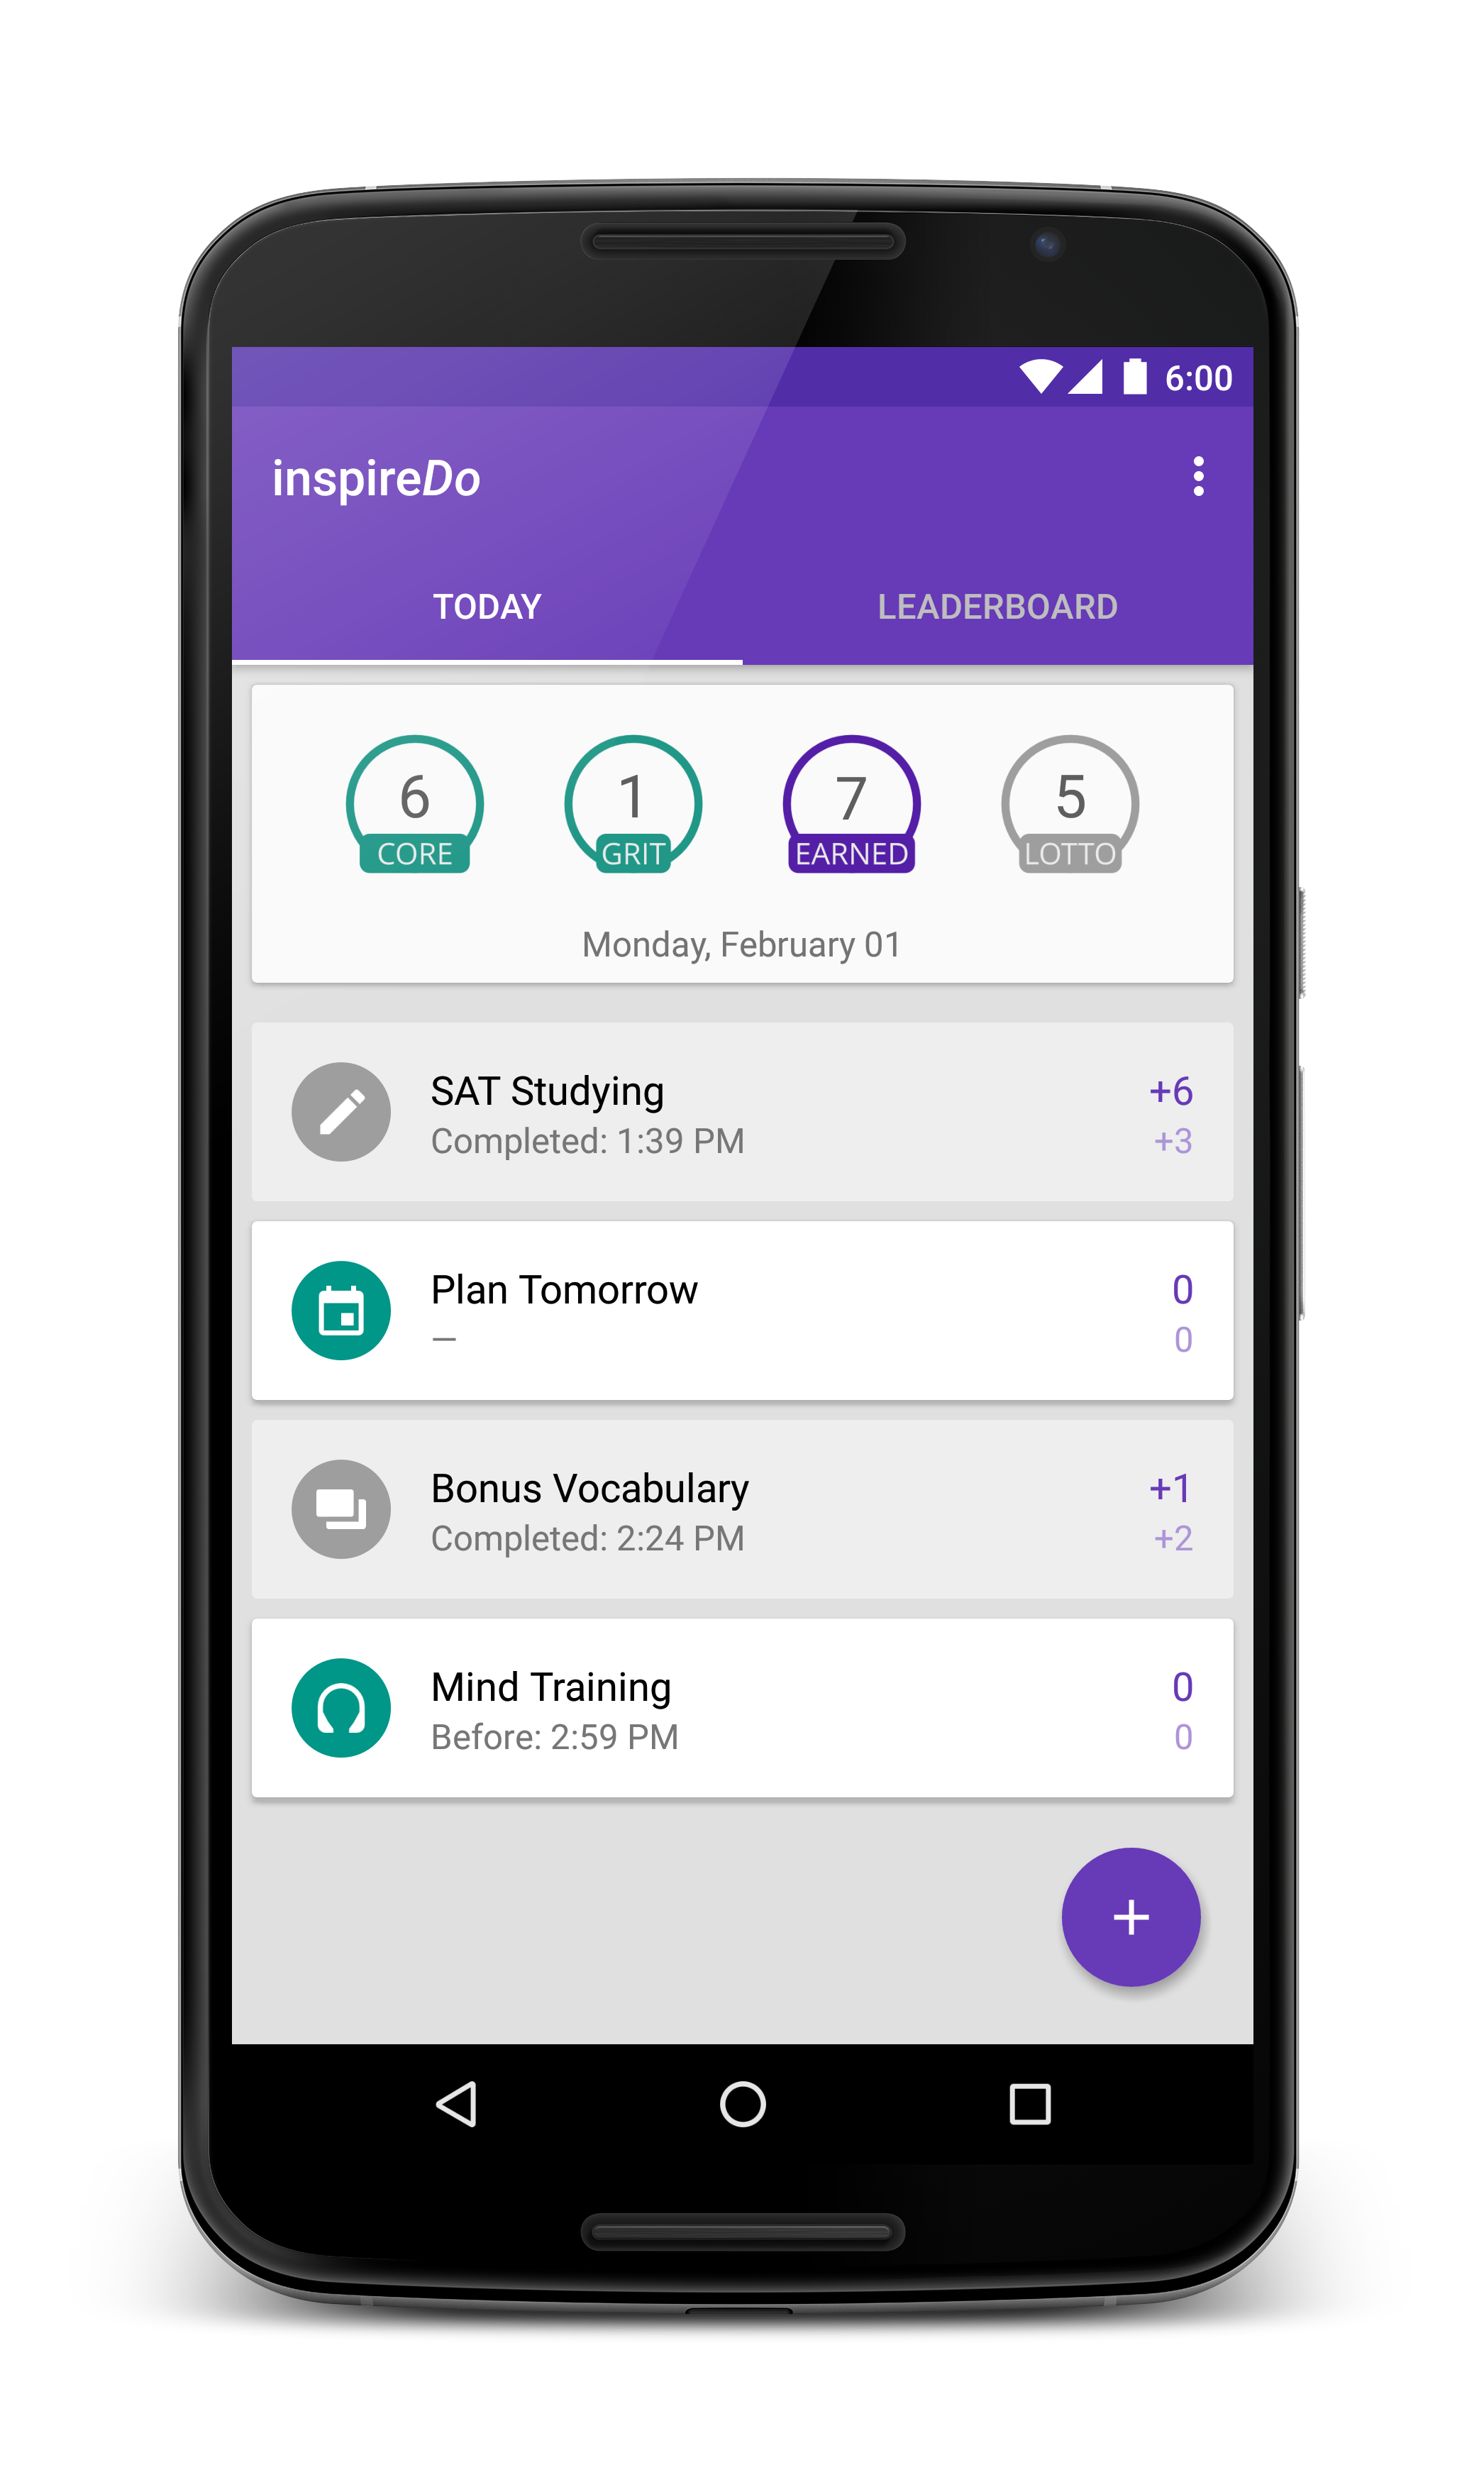 6:00
inspireDo
TODAY LEADERBOARD
6 1 7 5
CORE GRIT EARNED LOTTO
Monday, February 01
SAT Studying +6
Completed: 1:39 PM +3
Plan Tomorrow 0
— 0
Bonus Vocabulary +1
Completed: 2:24 PM +2
Mind Training 0
Before: 2:59 PM 0
+